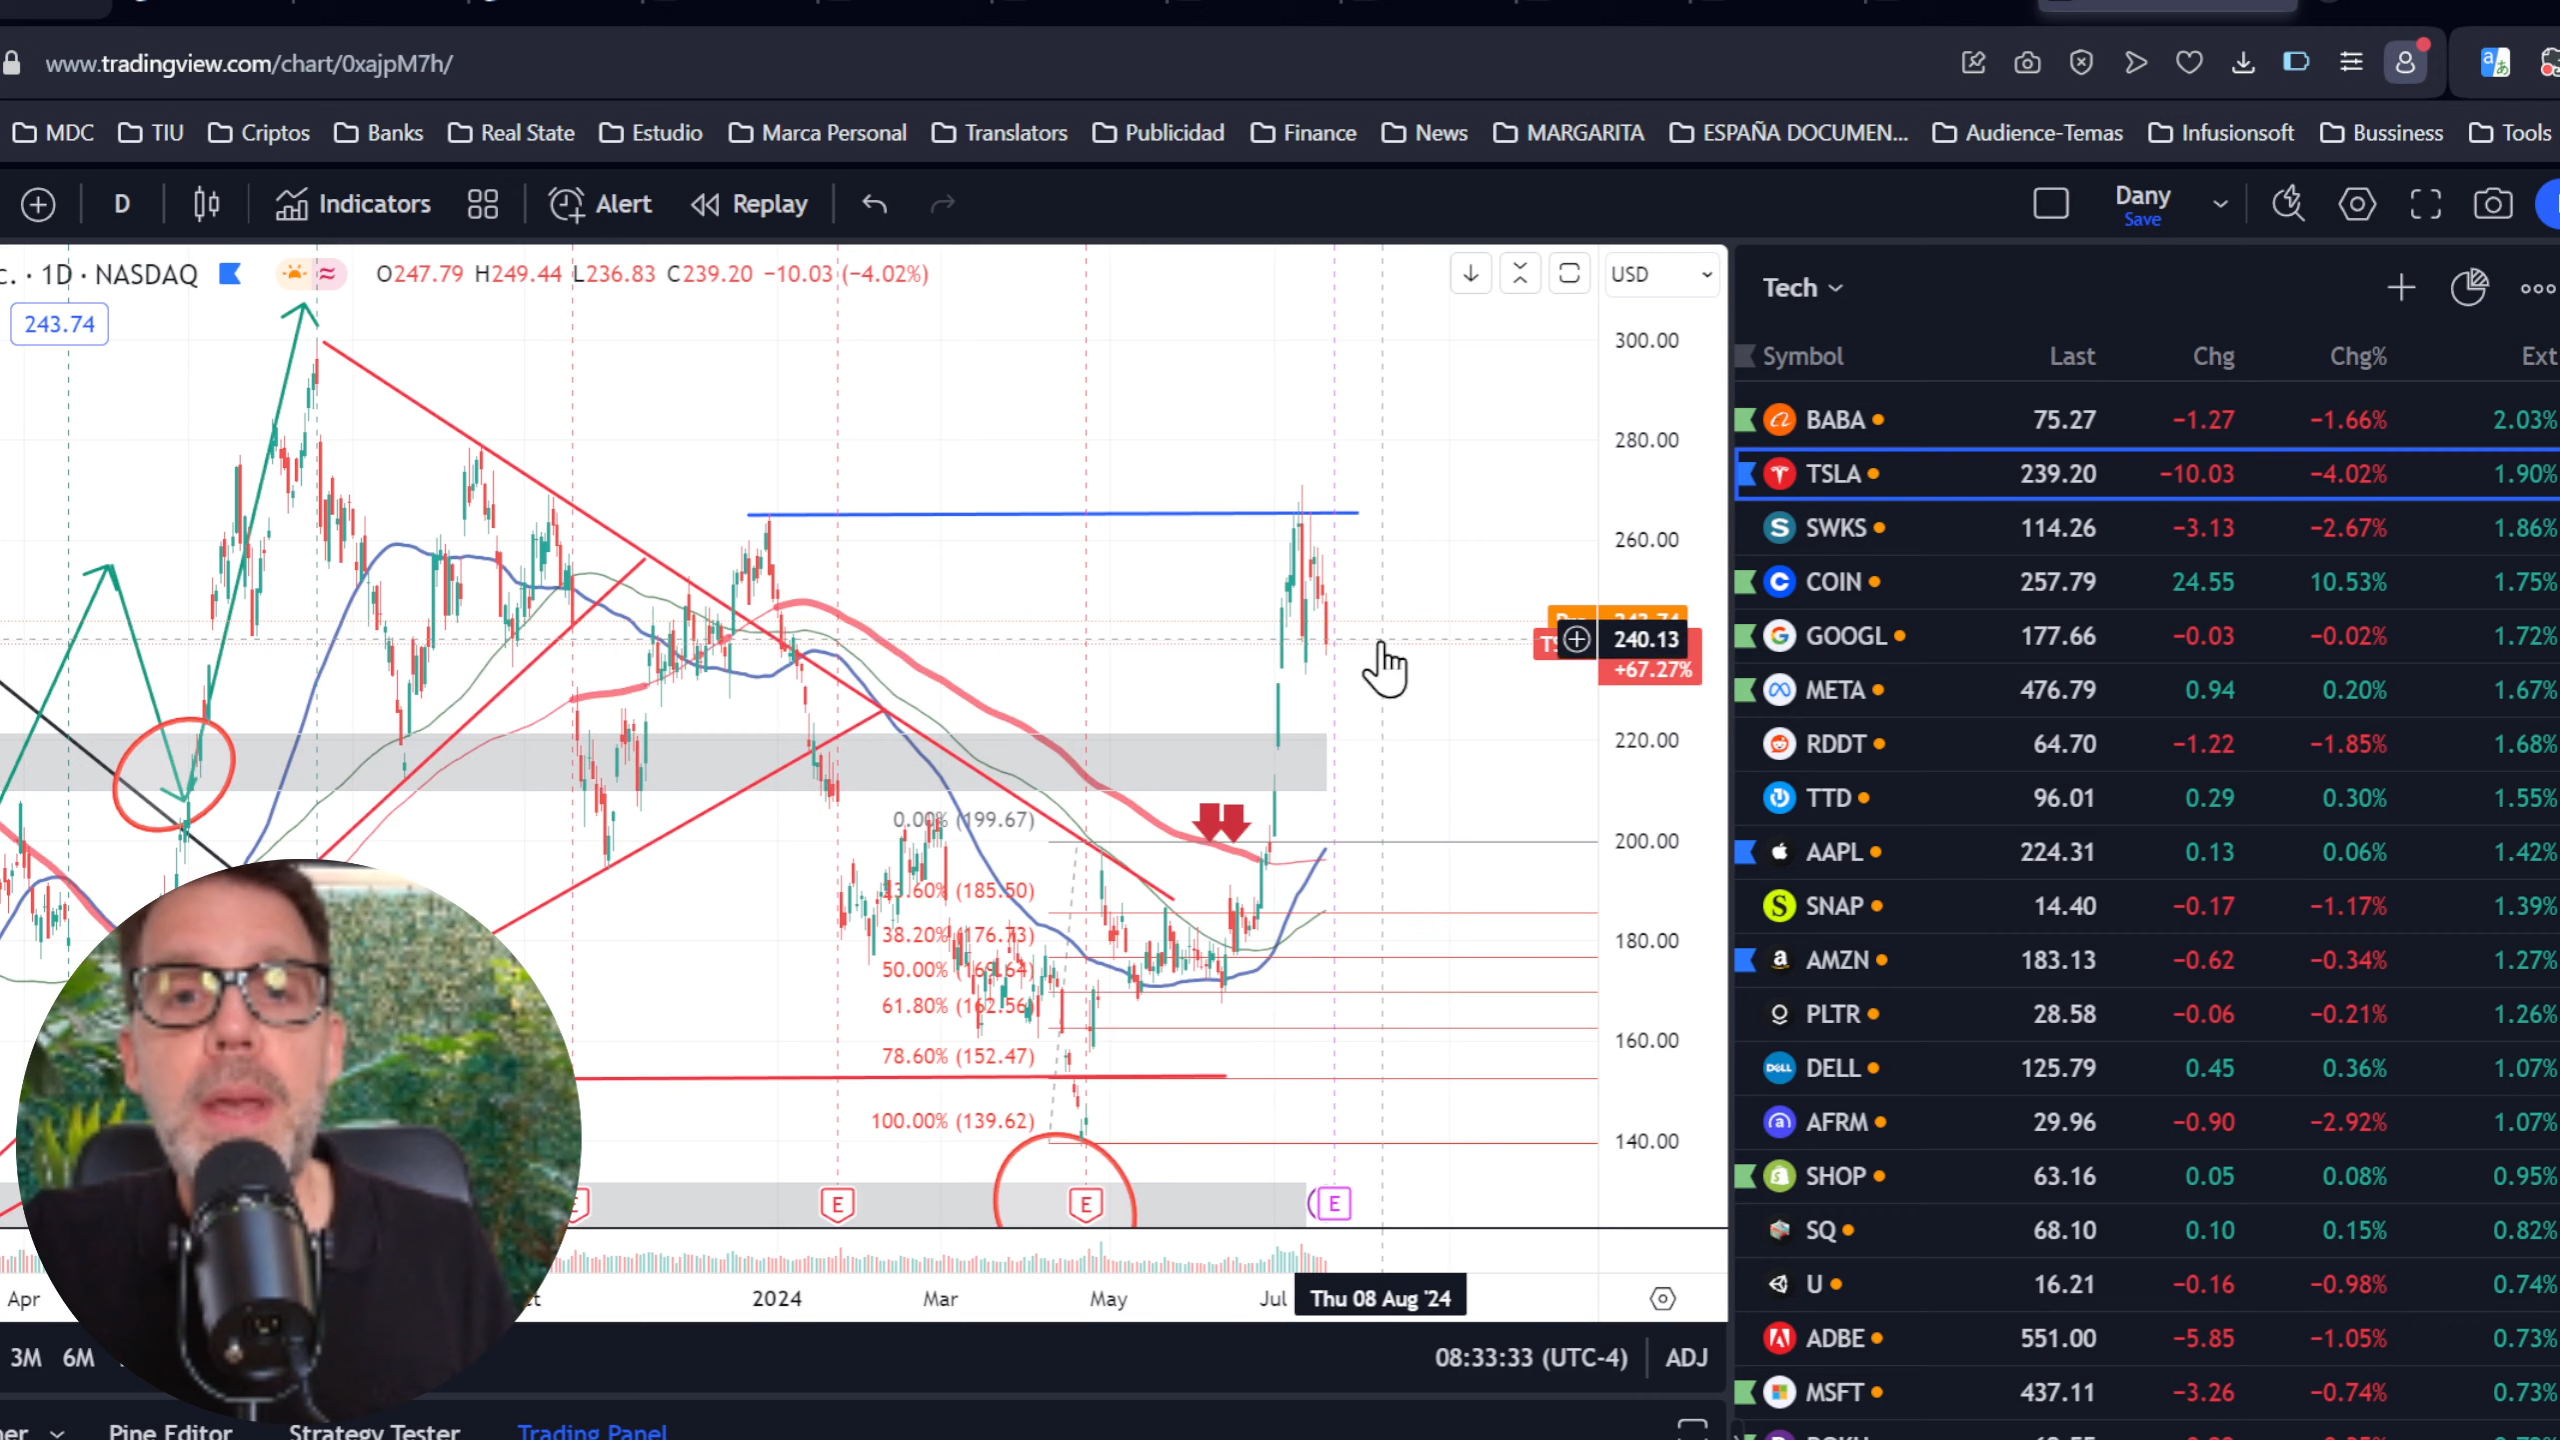 www.tradingview.com/chart/0xajpM7h/
MDC TIU Criptos Banks Real State Estudio Marca Personal Translators Publicidad Finance News MARGARITA ESPAÑA DOCUMEN... Audience-Temas Infusionsoft Bussiness Tools
D Indicators Alert Replay Dany
Save
1D · NASDAQ O247.79 H249.44 L236.83 C239.20 −10.03 (−4.02%) USD
243.74
300.00
280.00
260.00
240.13
+67.27%
220.00
200.00
180.00
160.00
140.00
0.00% (199.67)
(185.50)
38.20% (176.73)
50.00% (169.64)
61.80% (162.56)
78.60% (152.47)
100.00% (139.62)
E E E E
Apr 2024 Mar May Jul Thu 08 Aug '24
3M 6M 08:33:33 (UTC-4) ADJ
Pine Editor Strategy Tester Trading Panel
Tech
Symbol Last Chg Chg% Ext
BABA 75.27 −1.27 −1.66% 2.03%
TSLA 239.20 −10.03 −4.02% 1.90%
SWKS 114.26 −3.13 −2.67% 1.86%
COIN 257.79 24.55 10.53% 1.75%
GOOGL 177.66 −0.03 −0.02% 1.72%
META 476.79 0.94 0.20% 1.67%
RDDT 64.70 −1.22 −1.85% 1.68%
TTD 96.01 0.29 0.30% 1.55%
AAPL 224.31 0.13 0.06% 1.42%
SNAP 14.40 −0.17 −1.17% 1.39%
AMZN 183.13 −0.62 −0.34% 1.27%
PLTR 28.58 −0.06 −0.21% 1.26%
DELL 125.79 0.45 0.36% 1.07%
AFRM 29.96 −0.90 −2.92% 1.07%
SHOP 63.16 0.05 0.08% 0.95%
SQ 68.10 0.10 0.15% 0.82%
U 16.21 −0.16 −0.98% 0.74%
ADBE 551.00 −5.85 −1.05% 0.73%
MSFT 437.11 −3.26 −0.74% 0.73%